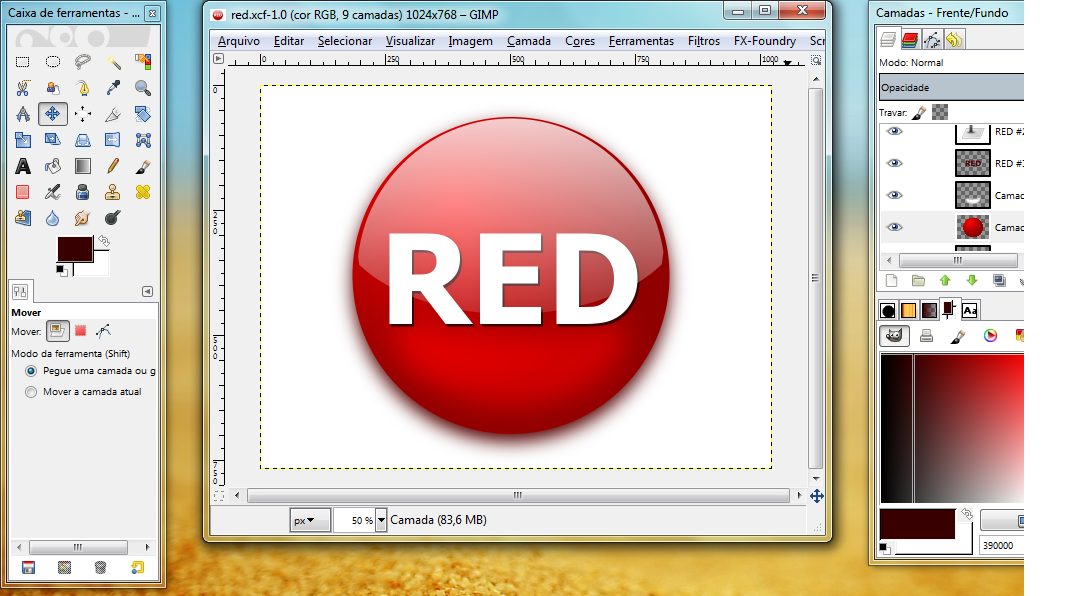 Caixa de ferramentas - ...
Arquivo Editar Selecionar Visualizar Imagem Camada Cores Ferramentas Filtros FX-Foundry Scr
red.xcf-1.0 (cor RGB, 9 camadas) 1024x768 – GIMP
0 250 500 750 1000
0
250
500
750
RED
px
50 %
Camada (83,6 MB)
Mover
Mover:
Modo da ferramenta (Shift)
Pegue uma camada ou g
Mover a camada atual
Camadas - Frente/Fundo
Modo: Normal
Opacidade
Travar:
RED #2
RED
RED #
Camad
Camad
Aa
390000